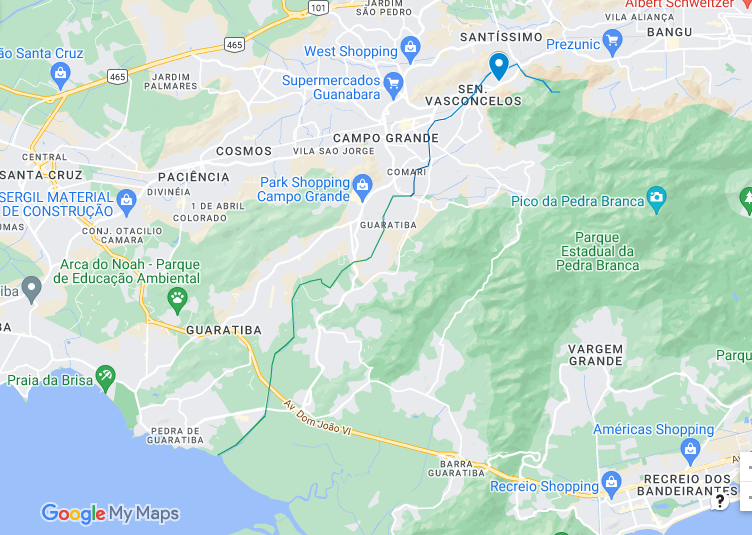 Albert Schweitzer
JARDIM
SÃO PEDRO
101
VILA ALIANÇA
SANTÍSSIMO
BANGU
465
West Shopping
Prezunic
ão Santa Cruz
465
JARDIM
PALMARES
Supermercados
Guanabara
SEN.
VASCONCELOS
CAMPO GRANDE
COSMOS
VILA SAO JORGE
CENTRAL
SANTA CRUZ
PACIÊNCIA
COMARI
DIVINÉIA
Park Shopping
Campo Grande
SERGIL MATERIAL
DE CONSTRUÇÃO
1 DE ABRIL
COLORADO
Pico da Pedra Branca
UMAS
CONJ. OTACILIO
CAMARA
GUARATIBA
Parque
Estadual da
Pedra Branca
Arca do Noah - Parque
de Educação Ambiental
iba
BA
GUARATIBA
VARGEM
GRANDE
Parqu
Praia da Brisa
Av. Dom João VI
PEDRA DE
GUARATIBA
Américas Shopping
BARRA
GUARATIBA
Recreio Shopping
RECREIO DOS
BANDEIRANTES
?
Google My Maps